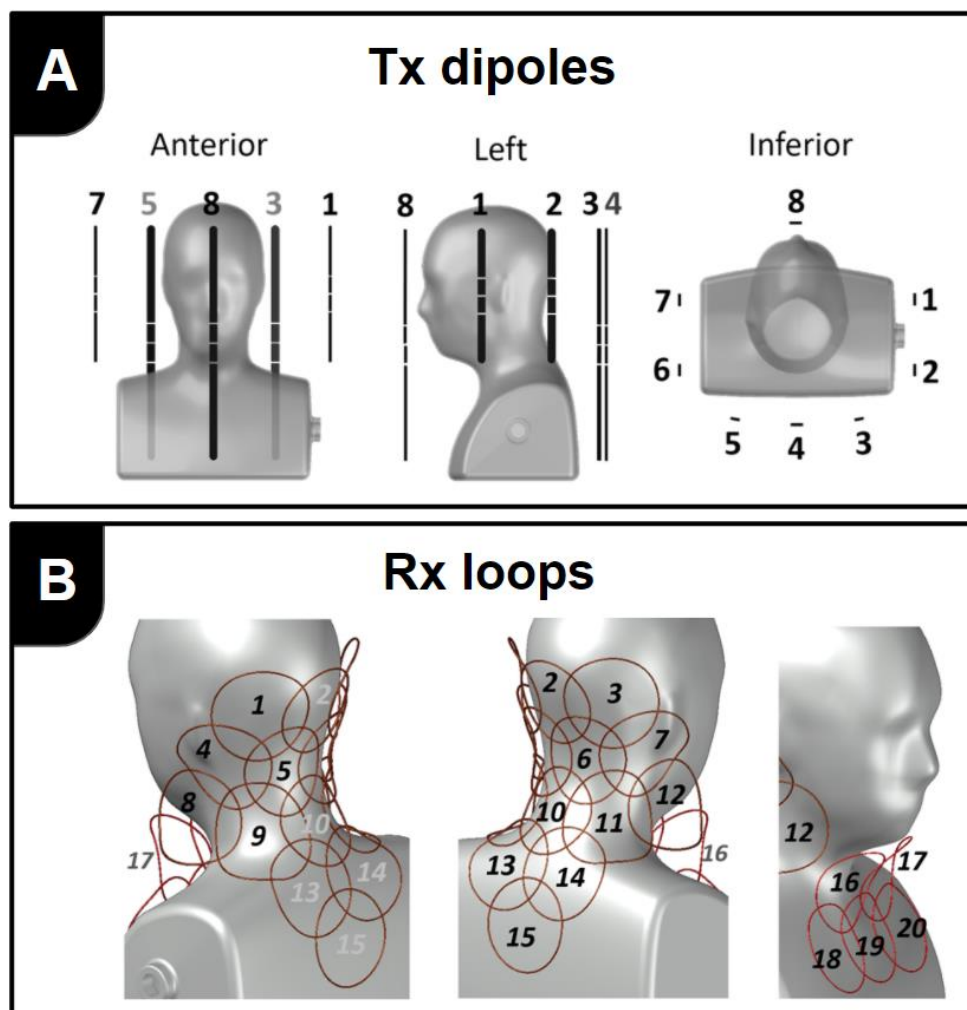 A
Tx dipoles
Anterior
Left
Inferior
7 5 8 3 1
8 1 2 3 4
8
7 1
6 2
5 4 3
B
Rx loops
1 2
4 5
8 9 10
17
13 14
15
2 3
6 7
10 11 12
13 14 16
15
12
16 17
18 19 20